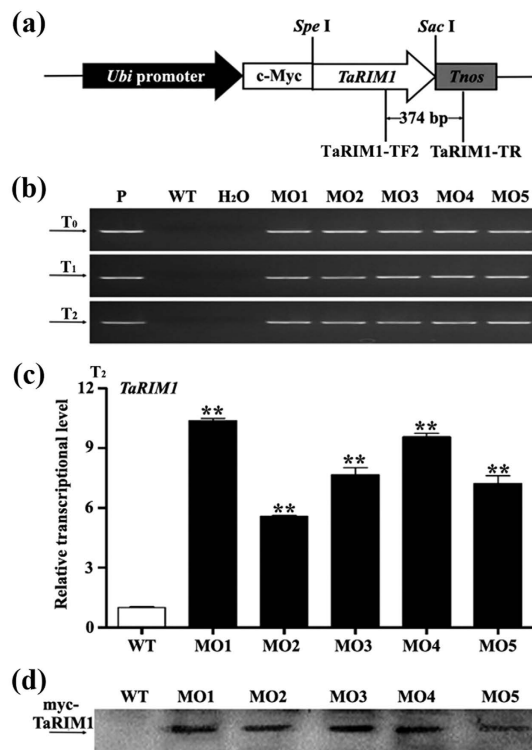 (a)
Spe I
Sac I
Ubi promoter
c-Myc
TaRIM1
Tnos
374 bp
TaRIM1-TF2
TaRIM1-TR
(b)
P WT H₂O MO1 MO2 MO3 MO4 MO5
T₀
T₁
T₂
(c)
T₂
TaRIM1
Relative transcriptional level
12
9
6
3
0
** ** ** ** **
WT MO1 MO2 MO3 MO4 MO5
(d)
WT MO1 MO2 MO3 MO4 MO5
myc-
TaRIM1